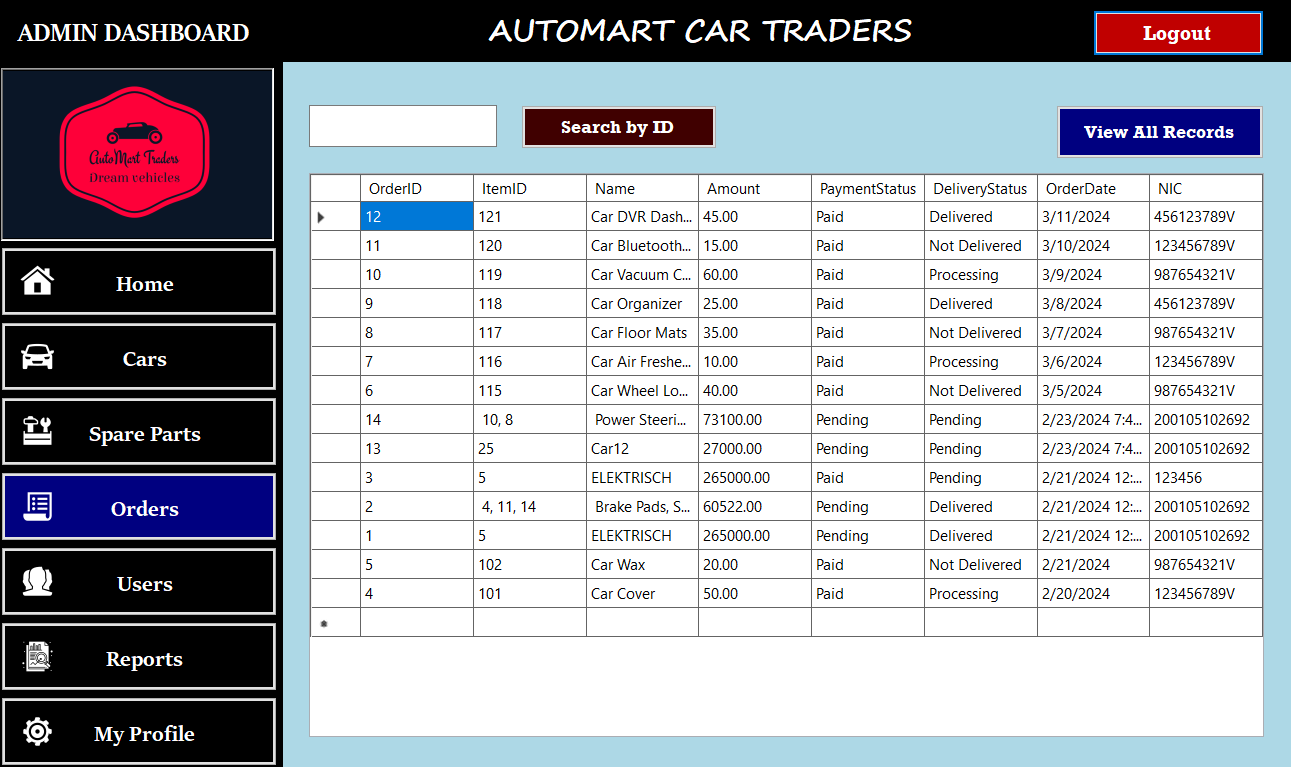 ADMIN DASHBOARD
AUTOMART CAR TRADERS
Logout
AutoMart Traders
Dream vehicles
Home
Cars
Spare Parts
Orders
Users
Reports
My Profile
Search by ID
View All Records
OrderID ItemID Name Amount PaymentStatus DeliveryStatus OrderDate NIC
12 121 Car DVR Dash... 45.00 Paid Delivered 3/11/2024 456123789V
11 120 Car Bluetooth... 15.00 Paid Not Delivered 3/10/2024 123456789V
10 119 Car Vacuum C... 60.00 Paid Processing 3/9/2024 987654321V
9 118 Car Organizer 25.00 Paid Delivered 3/8/2024 456123789V
8 117 Car Floor Mats 35.00 Paid Not Delivered 3/7/2024 987654321V
7 116 Car Air Freshe... 10.00 Paid Processing 3/6/2024 123456789V
6 115 Car Wheel Lo... 40.00 Paid Not Delivered 3/5/2024 987654321V
14 10, 8 Power Steeri... 73100.00 Pending Pending 2/23/2024 7:4... 200105102692
13 25 Car12 27000.00 Pending Pending 2/23/2024 7:4... 200105102692
3 5 ELEKTRISCH 265000.00 Paid Pending 2/21/2024 12:... 123456
2 4, 11, 14 Brake Pads, S... 60522.00 Pending Delivered 2/21/2024 12:... 200105102692
1 5 ELEKTRISCH 265000.00 Pending Delivered 2/21/2024 12:... 200105102692
5 102 Car Wax 20.00 Paid Not Delivered 2/21/2024 987654321V
4 101 Car Cover 50.00 Paid Processing 2/20/2024 123456789V